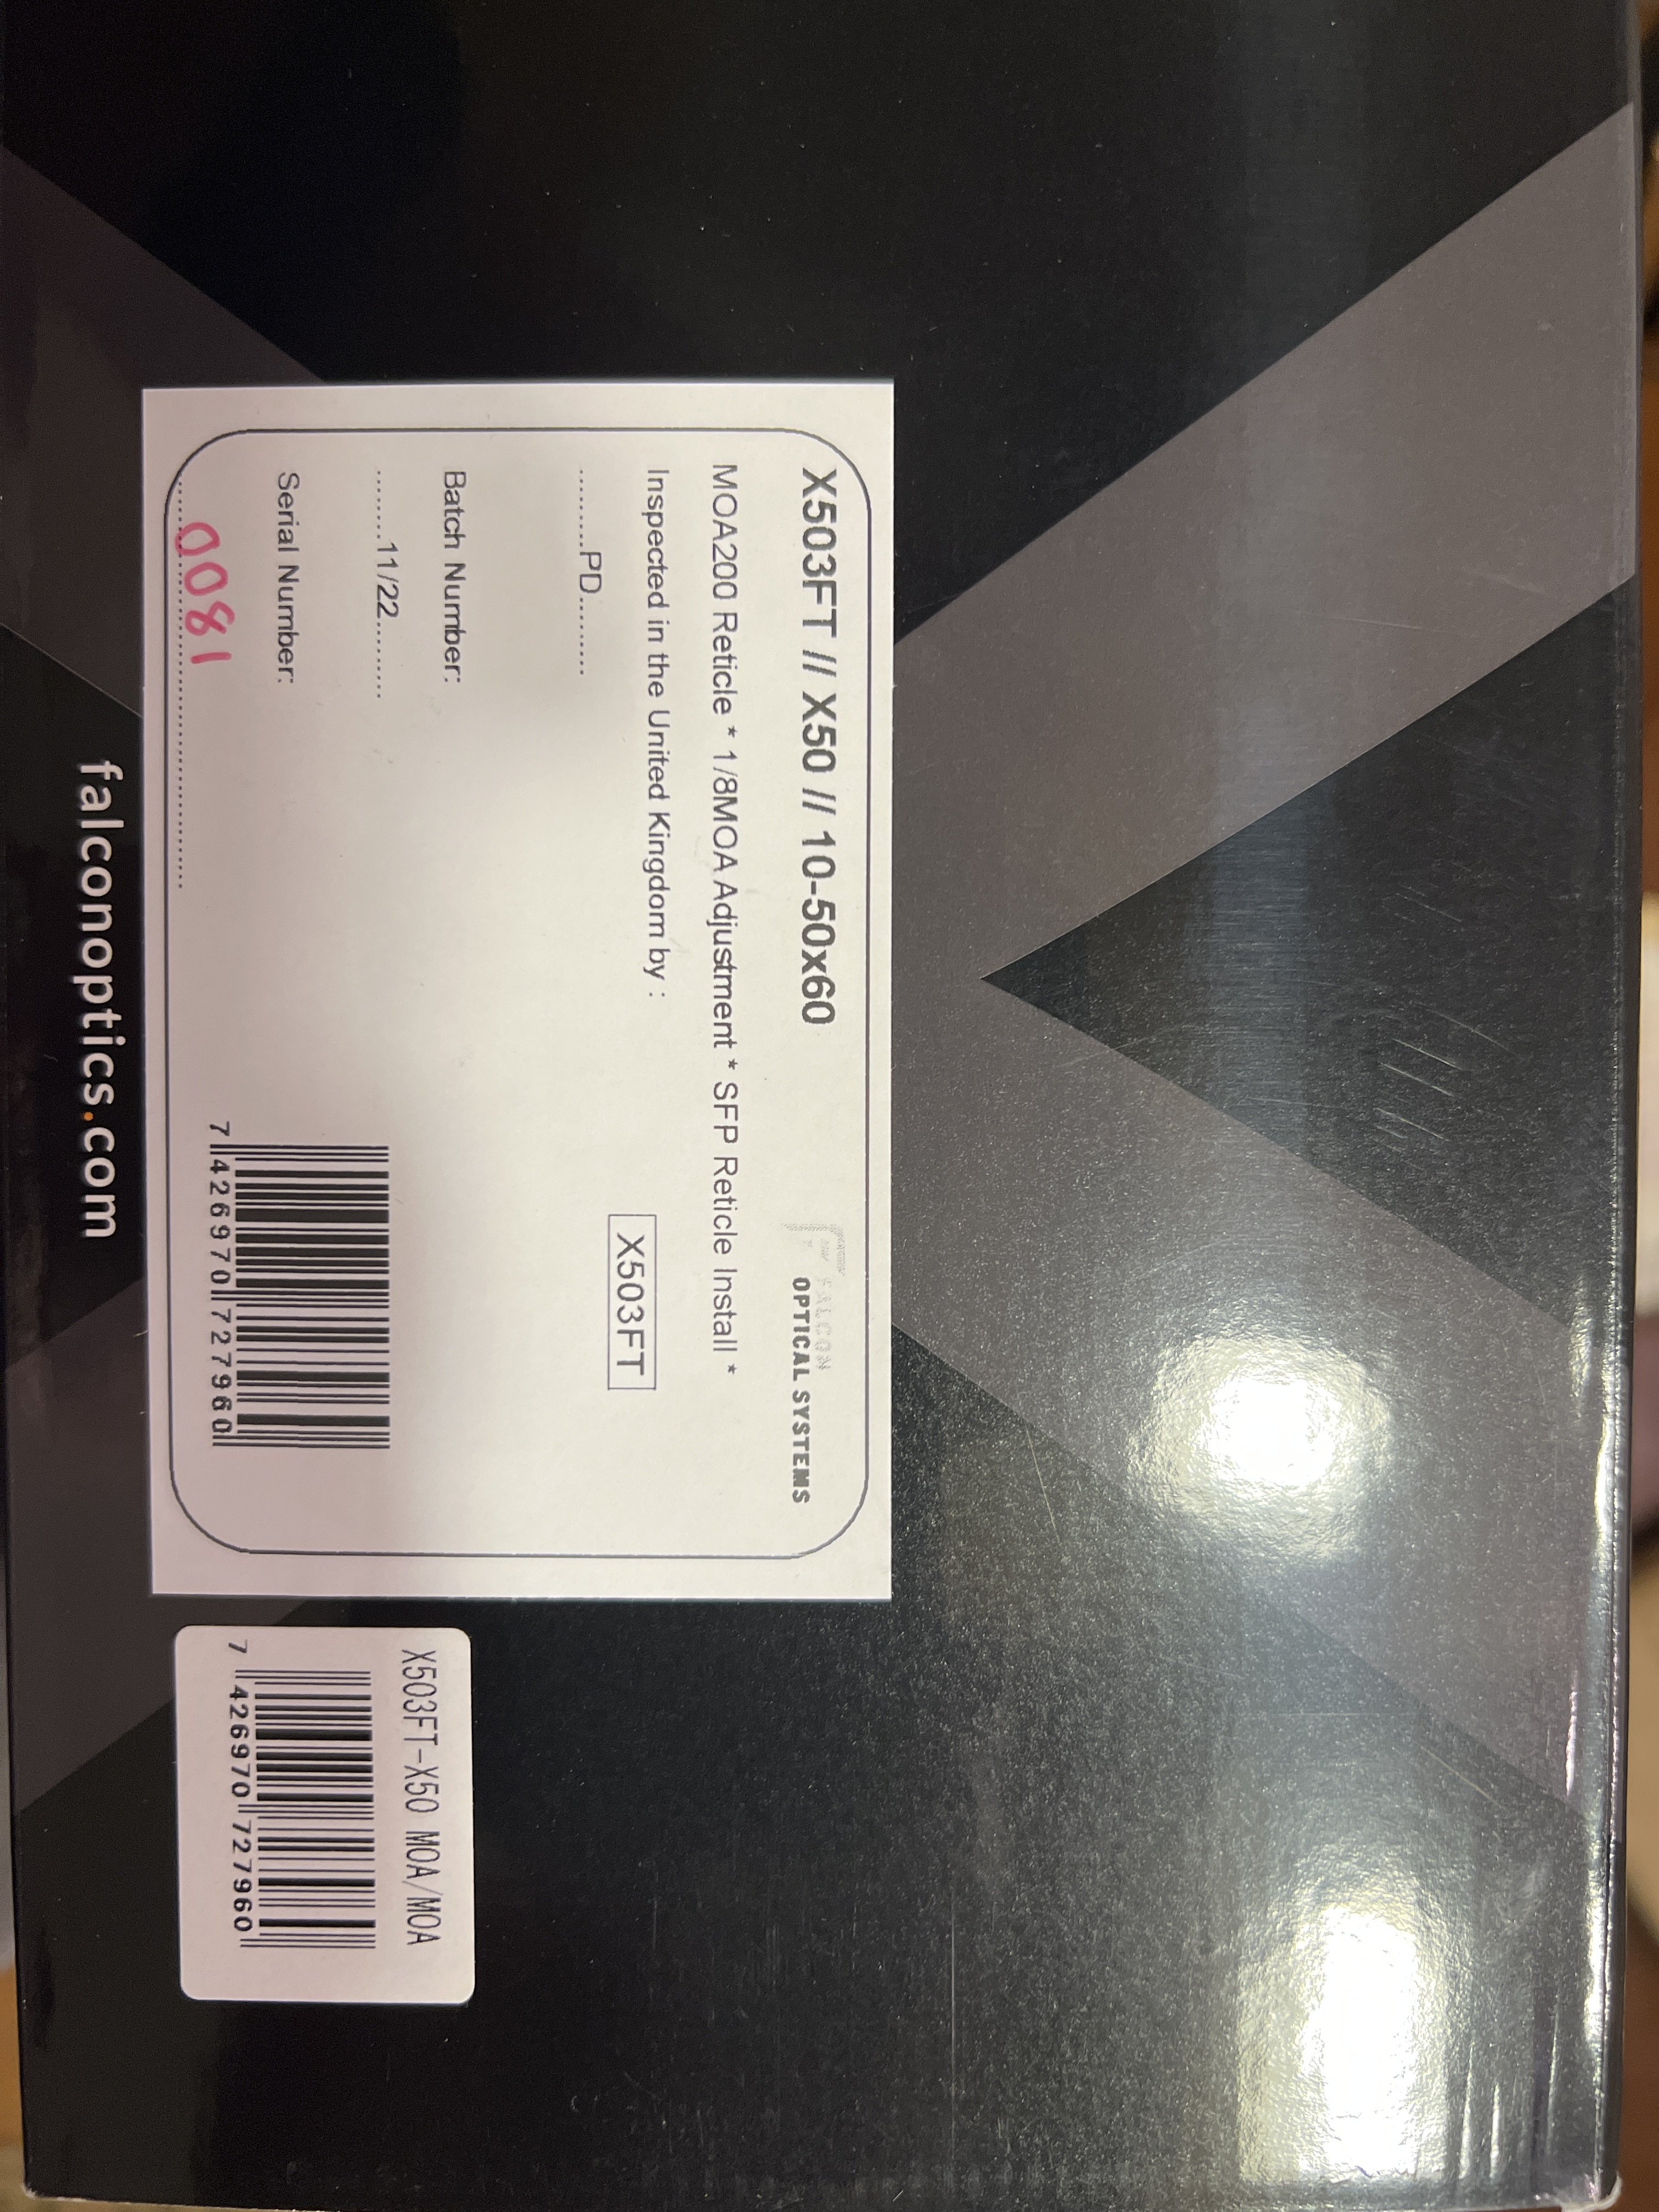 X503FT // X50 // 10-50x60
FALCON
OPTICAL SYSTEMS
MOA200 Reticle * 1/8MOA Adjustment * SFP Reticle Install *
Inspected in the United Kingdom by :
X503FT
........PD.........
Batch Number:
........11/22........
Serial Number:
0081
7 426970 727960
X503FT-X50 MOA/MOA
7 426970 727960
falconoptics.com